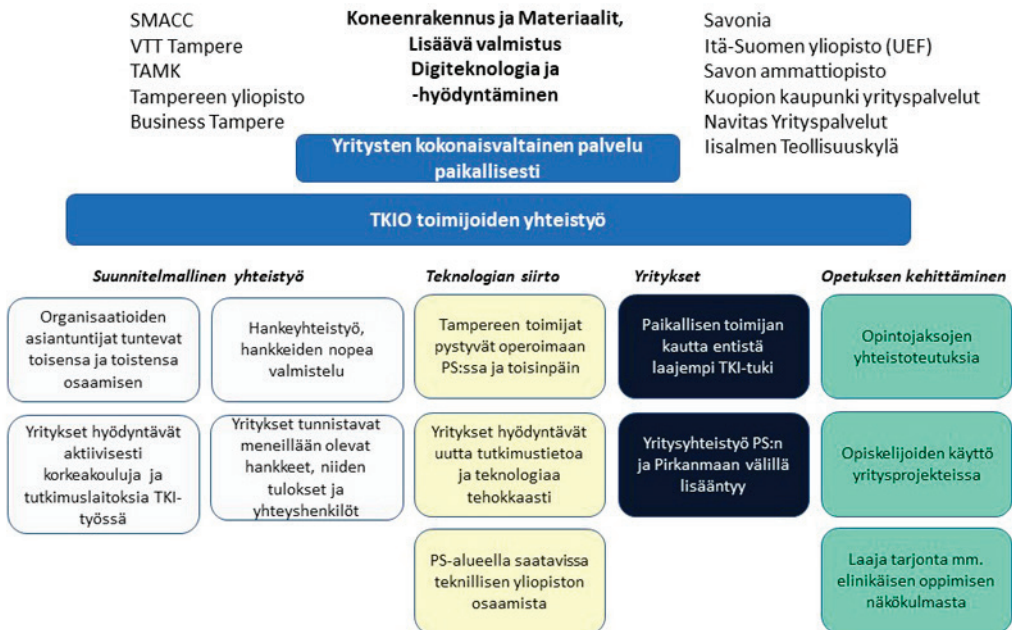 SMACC
VTT Tampere
TAMK
Tampereen yliopisto
Business Tampere
Koneenrakennus ja Materiaalit,
Lisäävä valmistus
Digiteknologia ja
-hyödyntäminen
Savonia
Itä-Suomen yliopisto (UEF)
Savon ammattiopisto
Kuopion kaupunki yrityspalvelut
Navitas Yrityspalvelut
Iisalmen Teollisuuskylä
Yritysten kokonaisvaltainen palvelu
paikallisesti
TKIO toimijoiden yhteistyö
Suunnitelmallinen yhteistyö
Organisaatioiden
asiantuntijat tuntevat
toisensa ja toistensa
osaamisen
Hankeyhteistyö,
hankkeiden nopea
valmistelu
Yritykset hyödyntävät
aktiivisesti
korkeakouluja ja
tutkimuslaitoksia TKI-
työssä
Yritykset tunnistavat
meneillään olevat
hankkeet, niiden
tulokset ja
yhteyshenkilöt
Teknologian siirto
Tampereen toimijat
pystyvät operoimaan
PS:ssa ja toisinpäin
Yritykset hyödyntävät
uutta tutkimustietoa
ja teknologiaa
tehokkaasti
PS-alueella saatavissa
teknillisen yliopiston
osaamista
Yritykset
Paikallisen toimijan
kautta entistä
laajempi TKI-tuki
Yritysyhteistyö PS:n
ja Pirkanmaan välillä
lisääntyy
Opetuksen kehittäminen
Opintojaksojen
yhteistoteutuksia
Opiskelijoiden käyttö
yritysprojekteissa
Laaja tarjonta mm.
elinikäisen oppimisen
näkökulmasta